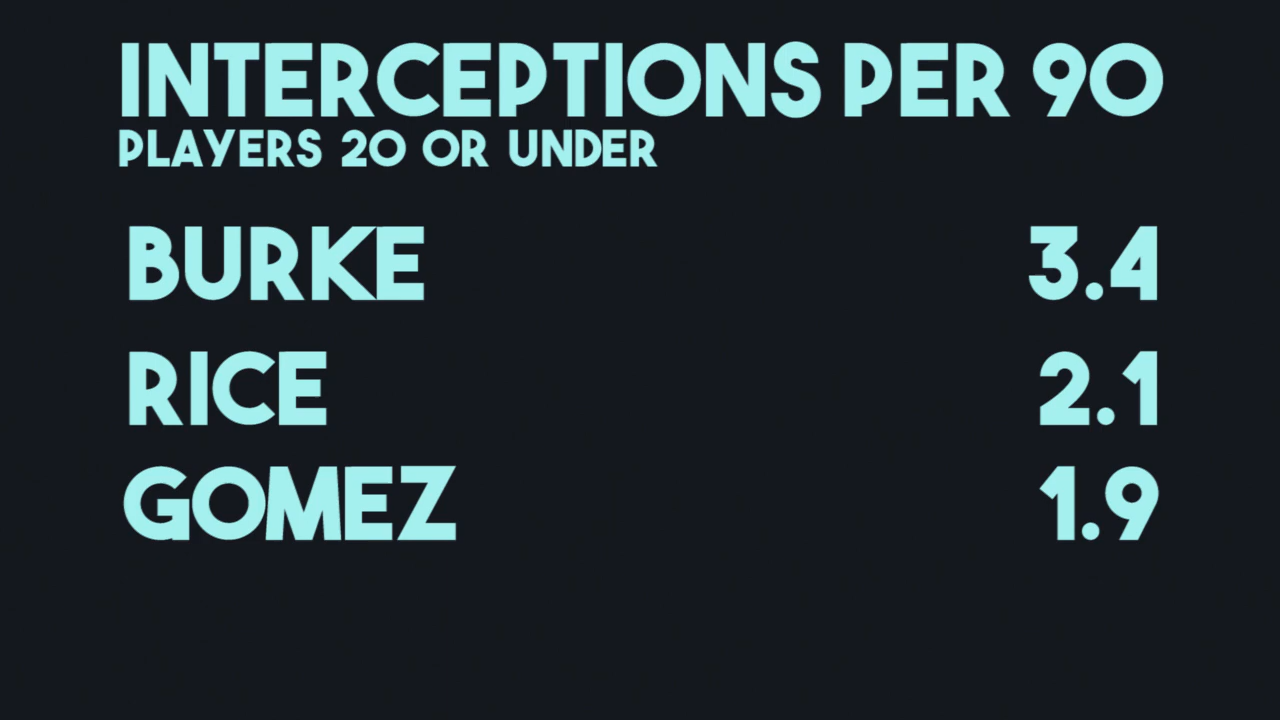 INTERCEPTIONS PER 90
PLAYERS 20 OR UNDER
BURKE 3.4
RICE 2.1
GOMEZ 1.9